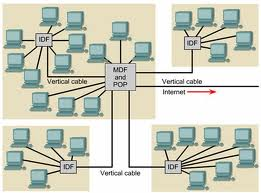 IDF
IDF
MDF
and
POP
Vertical cable
Vertical cable
Internet
IDF
Vertical
cable
IDF